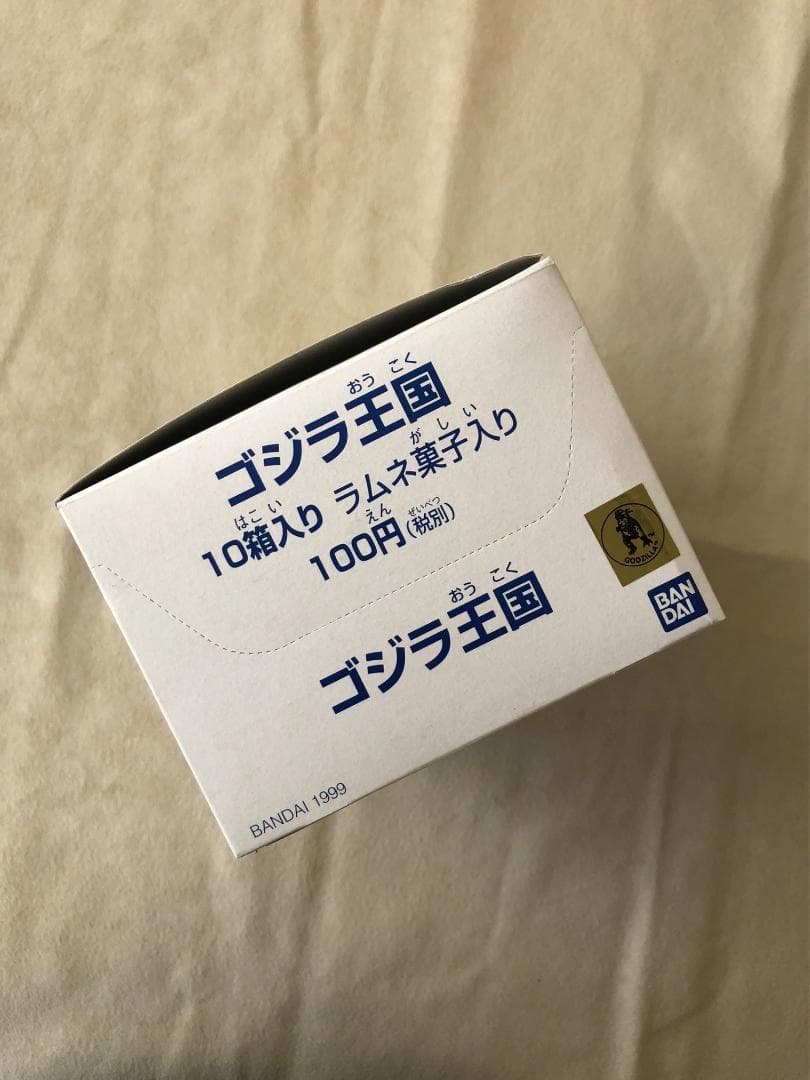 ゴジラ王国
おうこく
10箱入り ラムネ菓子入り
はこい がしい
100円(税別)
えん ぜいべつ
ゴジラ王国
おうこく
GODZILLA
BAN
DAI
BANDAI 1999